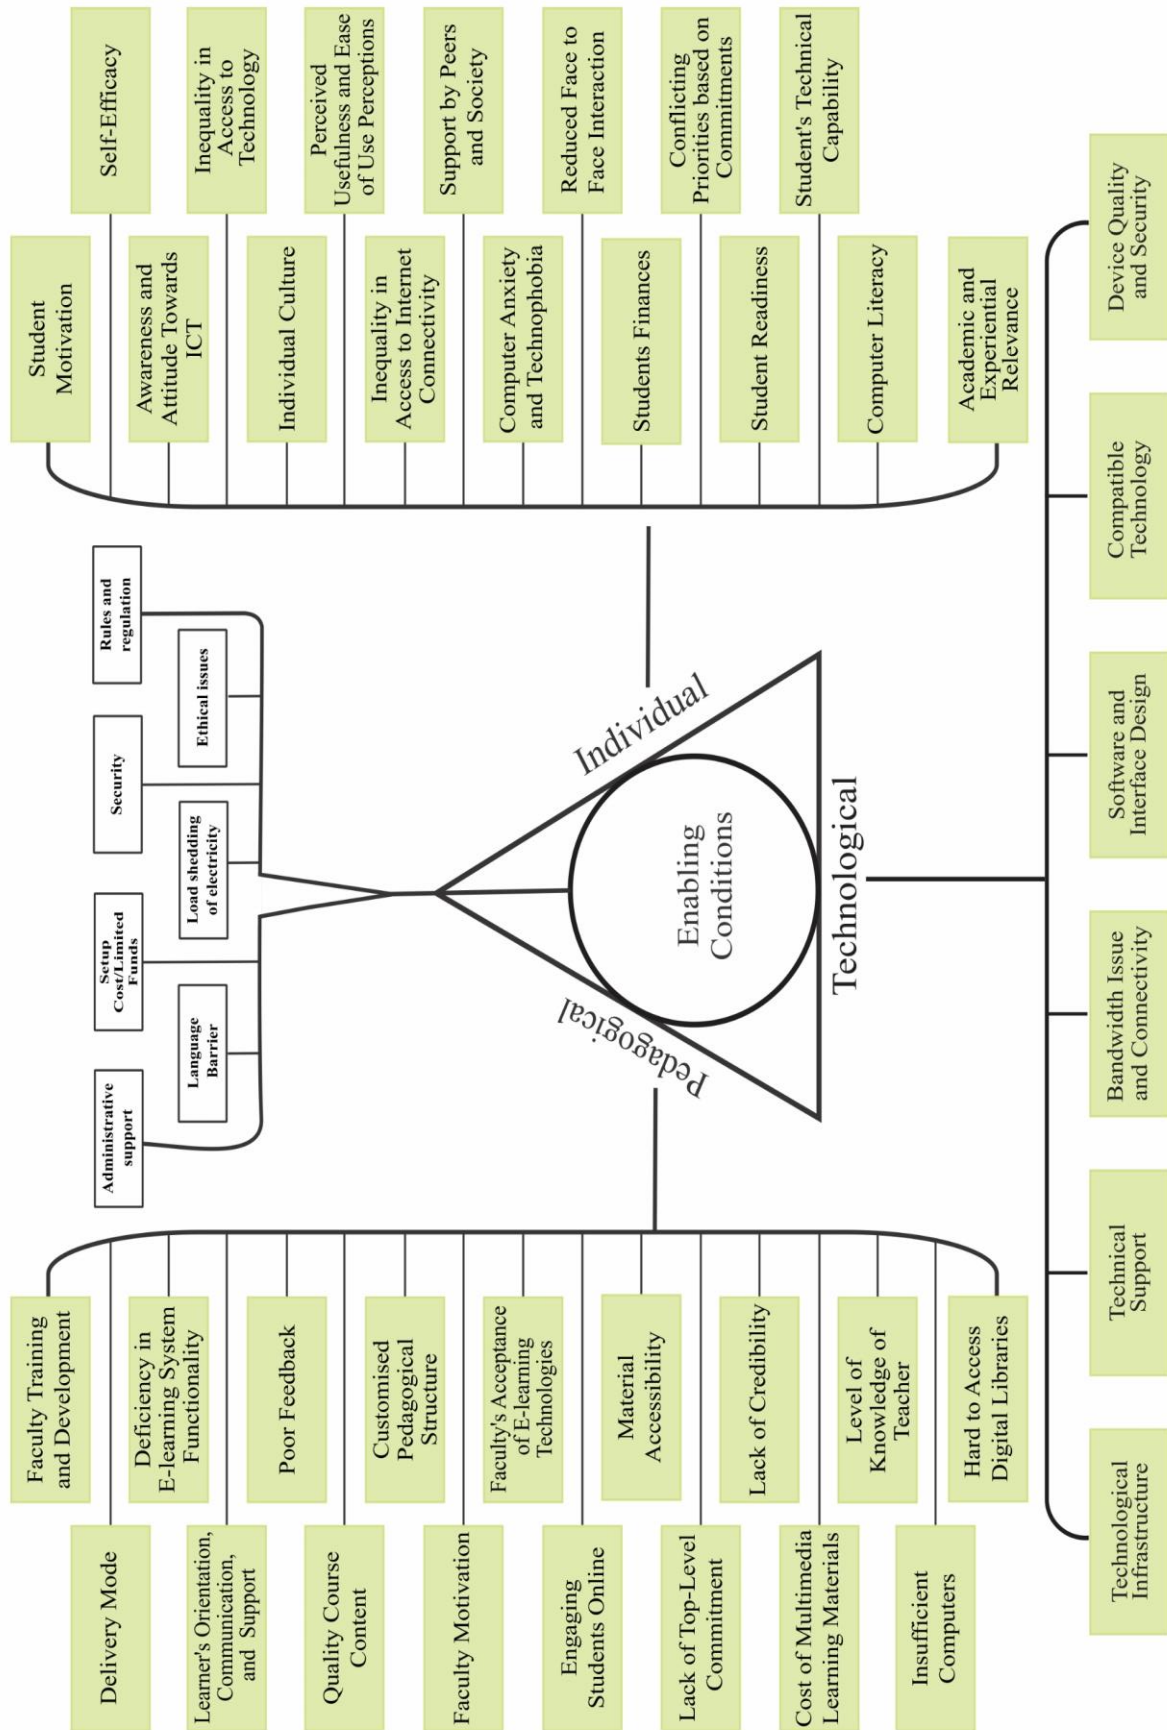 Faculty Training
and Development
Delivery Mode
Deficiency in
E-learning System
Functionality
Learner's Orientation,
Communication,
and Support
Poor Feedback
Quality Course
Content
Customised
Pedagogical
Structure
Faculty Motivation
Faculty's Acceptance
of E-learning
Technologies
Engaging
Students Online
Material
Accessibility
Lack of Top-Level
Commitment
Lack of Credibility
Cost of Multimedia
Learning Materials
Level of
Knowledge of
Teacher
Insufficient
Computers
Hard to Access
Digital Libraries
Administrative
support
Setup
Cost/Limited
Funds
Security
Rules and
regulation
Language
Barrier
Load shedding
of electricity
Ethical issues
Pedagogical
Individual
Enabling
Conditions
Technological
Student
Motivation
Self-Efficacy
Awareness and
Attitude Towards
ICT
Inequality in
Access to
Technology
Individual Culture
Perceived
Usefulness and Ease
of Use Perceptions
Inequality in
Access to Internet
Connectivity
Support by Peers
and Society
Computer Anxiety
and Technophobia
Reduced Face to
Face Interaction
Students Finances
Conflicting
Priorities based on
Commitments
Student Readiness
Student's Technical
Capability
Computer Literacy
Academic and
Experiential
Relevance
Technological
Infrastructure
Technical
Support
Bandwidth Issue
and Connectivity
Software and
Interface Design
Compatible
Technology
Device Quality
and Security